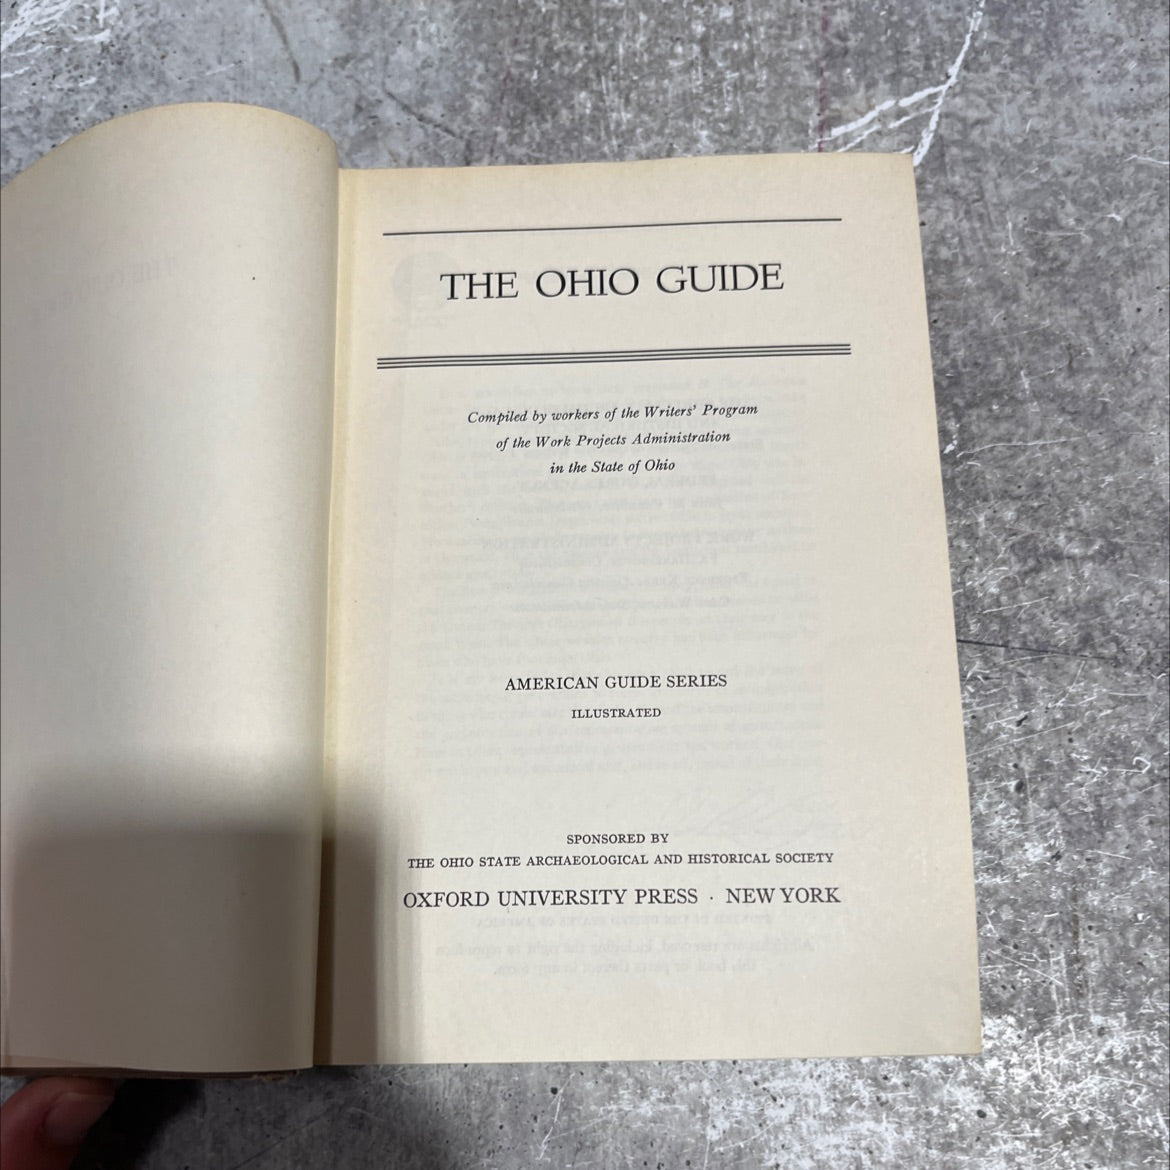 THE OHIO GUIDE
Compiled by workers of the Writers' Program
of the Work Projects Administration
in the State of Ohio
AMERICAN GUIDE SERIES
ILLUSTRATED
SPONSORED BY
THE OHIO STATE ARCHAEOLOGICAL AND HISTORICAL SOCIETY
OXFORD UNIVERSITY PRESS · NEW YORK